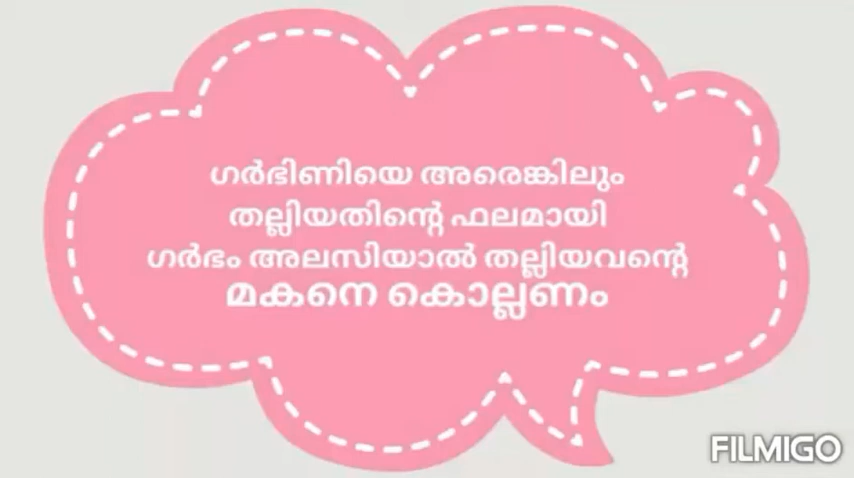 ഗർഭിണിയെ അരെങ്കിലും
തല്ലിയതിന്റെ ഫലമായി
ഗർഭം അലസിയാൽ തല്ലിയവന്റെ
മകനെ കൊല്ലണം
FILMIGO